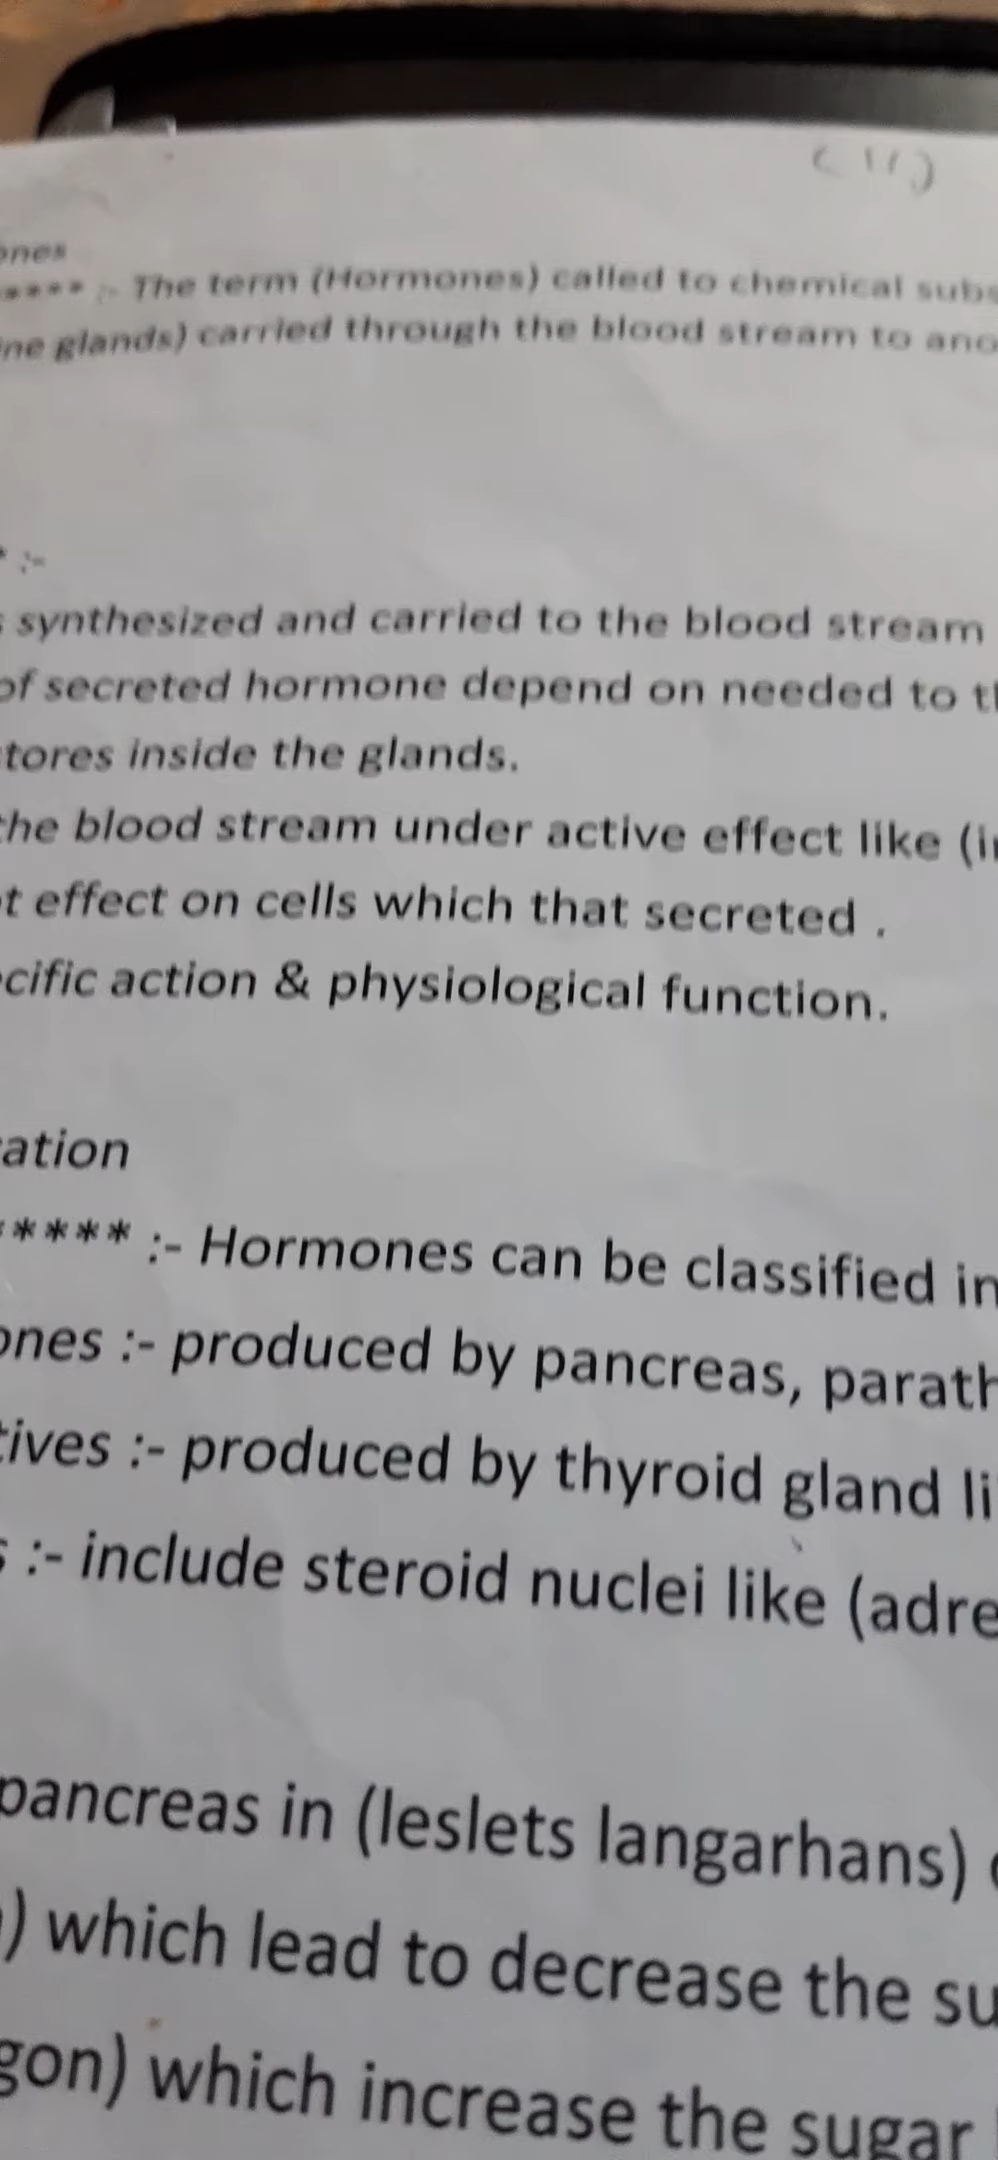 (11)
ones
**** :- The term (Hormones) called to chemical subs
ine glands) carried through the blood stream to ano
* :-
s synthesized and carried to the blood stream
of secreted hormone depend on needed to th
tores inside the glands.
the blood stream under active effect like (in
t effect on cells which that secreted .
cific action & physiological function.
ation
***** :- Hormones can be classified in
ones :- produced by pancreas, parath
tives :- produced by thyroid gland li
s :- include steroid nuclei like (adre
pancreas in (leslets langarhans)
) which lead to decrease the su
gon) which increase the sugar